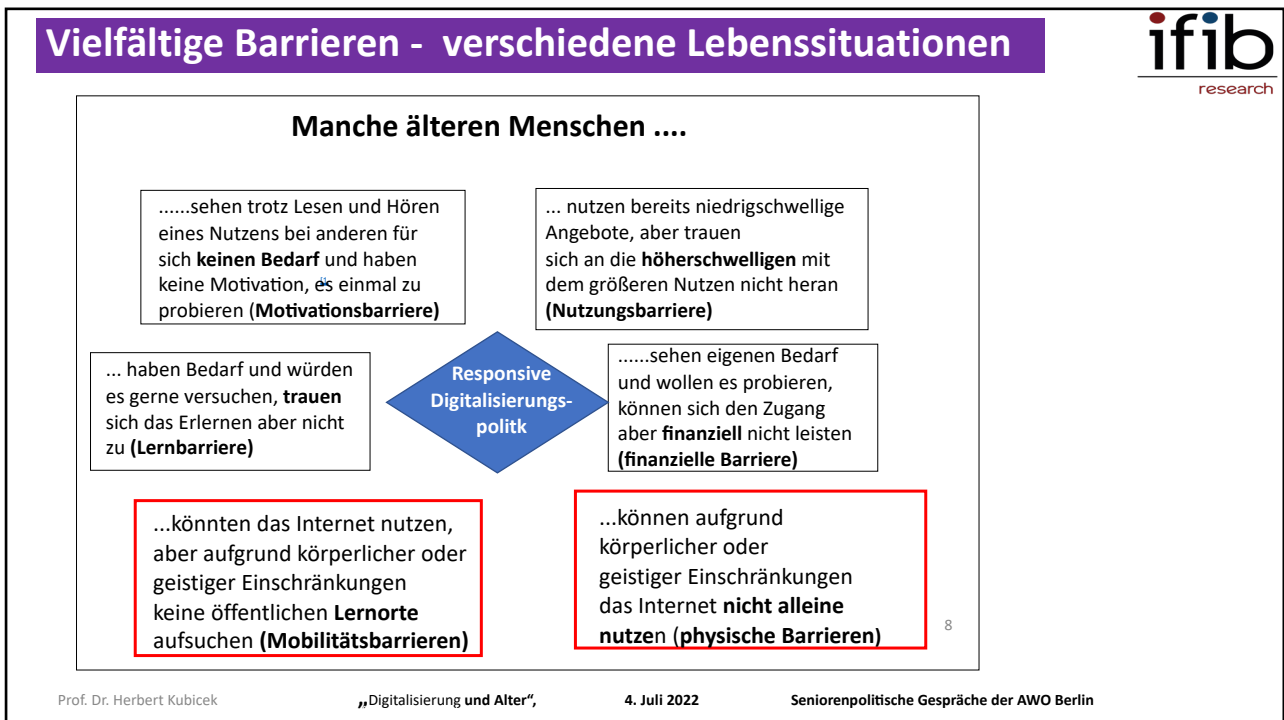 Vielfältige Barrieren - verschiedene Lebenssituationen
ifib
research
Manche älteren Menschen ....
......sehen trotz Lesen und Hören
eines Nutzens bei anderen für
sich keinen Bedarf und haben
keine Motivation, es einmal zu
probieren (Motivationsbarriere)
... nutzen bereits niedrigschwellige
Angebote, aber trauen
sich an die höherschwelligen mit
dem größeren Nutzen nicht heran
(Nutzungsbarriere)
... haben Bedarf und würden
es gerne versuchen, trauen
sich das Erlernen aber nicht
zu (Lernbarriere)
Responsive
Digitalisierungs-
politk
......sehen eigenen Bedarf
und wollen es probieren,
können sich den Zugang
aber finanziell nicht leisten
(finanzielle Barriere)
...könnten das Internet nutzen,
aber aufgrund körperlicher oder
geistiger Einschränkungen
keine öffentlichen Lernorte
aufsuchen (Mobilitätsbarrieren)
...können aufgrund
körperlicher oder
geistiger Einschränkungen
das Internet nicht alleine
nutzen (physische Barrieren)
8
Prof. Dr. Herbert Kubicek „Digitalisierung und Alter“, 4. Juli 2022 Seniorenpolitische Gespräche der AWO Berlin